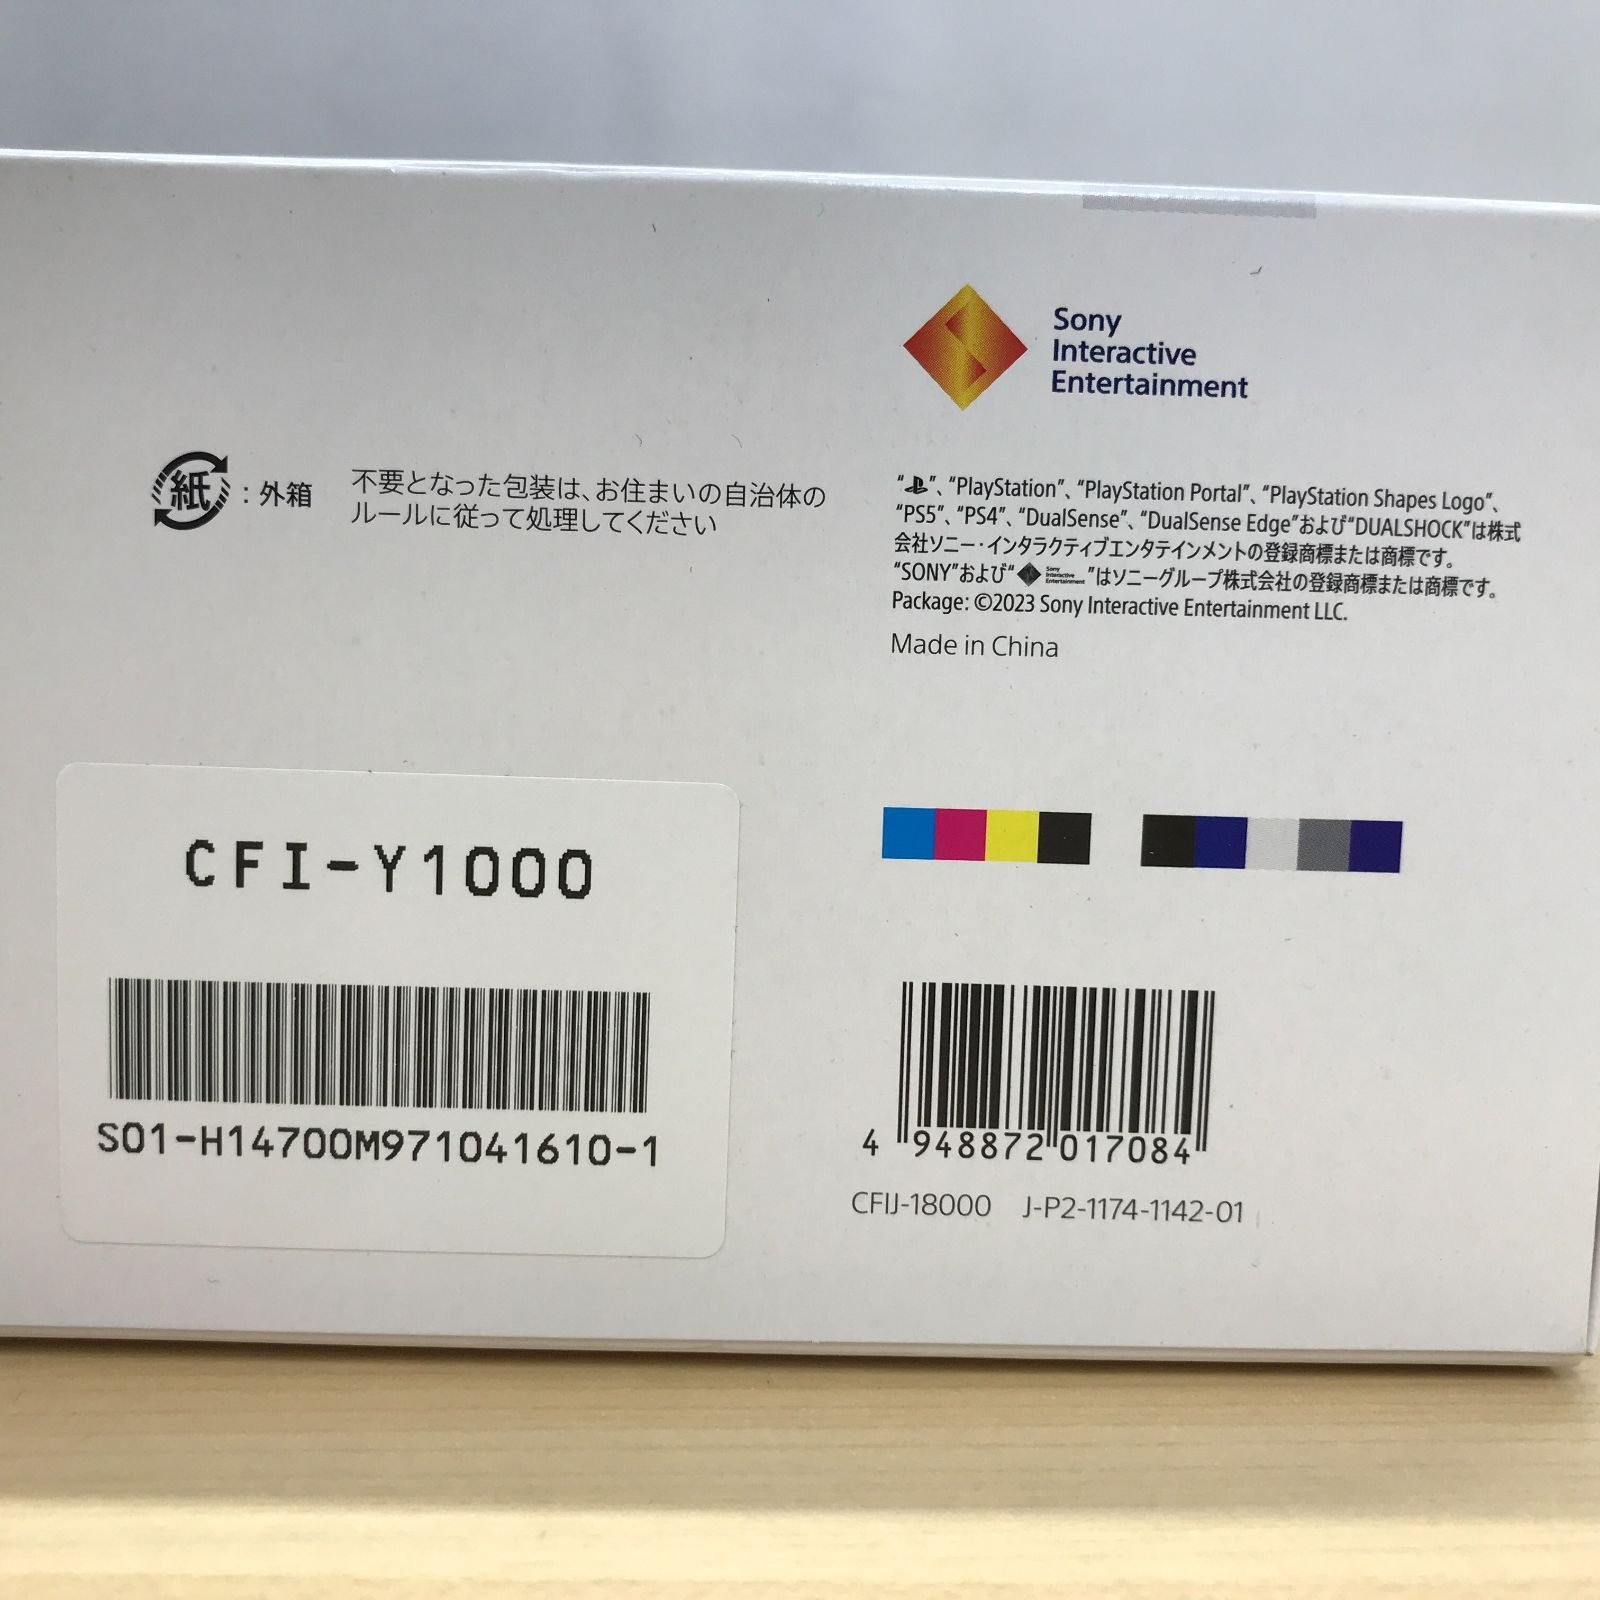 Sony
Interactive
Entertainment
紙 : 外箱
不要となった包装は、お住まいの自治体の
ルールに従って処理してください
“ ”、“PlayStation”、“PlayStation Portal”、“PlayStation Shapes Logo”、
“PS5”、“PS4”、“DualSense”、“DualSense Edge”および“DUALSHOCK”は株式
会社ソニー・インタラクティブエンタテインメントの登録商標または商標です。
“SONY”および“ Sony Interactive Entertainment ”はソニーグループ株式会社の登録商標または商標です。
Package: ©2023 Sony Interactive Entertainment LLC.
Made in China
CFI-Y1000
S01-H14700M971041610-1
4 948872 017084
CFIJ-18000 J-P2-1174-1142-01